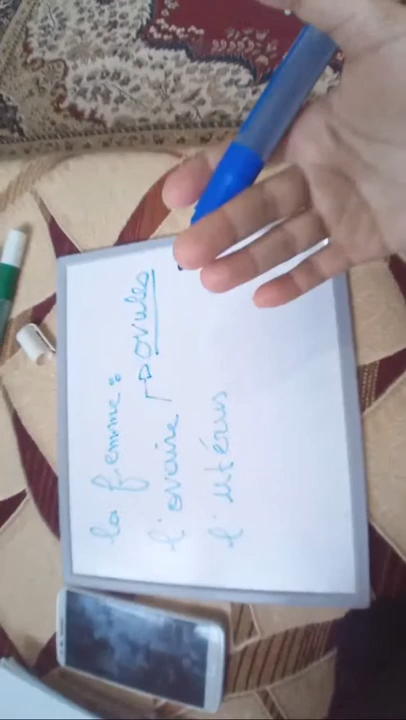 la femme :
l'ovaire → ovules
l'utérus